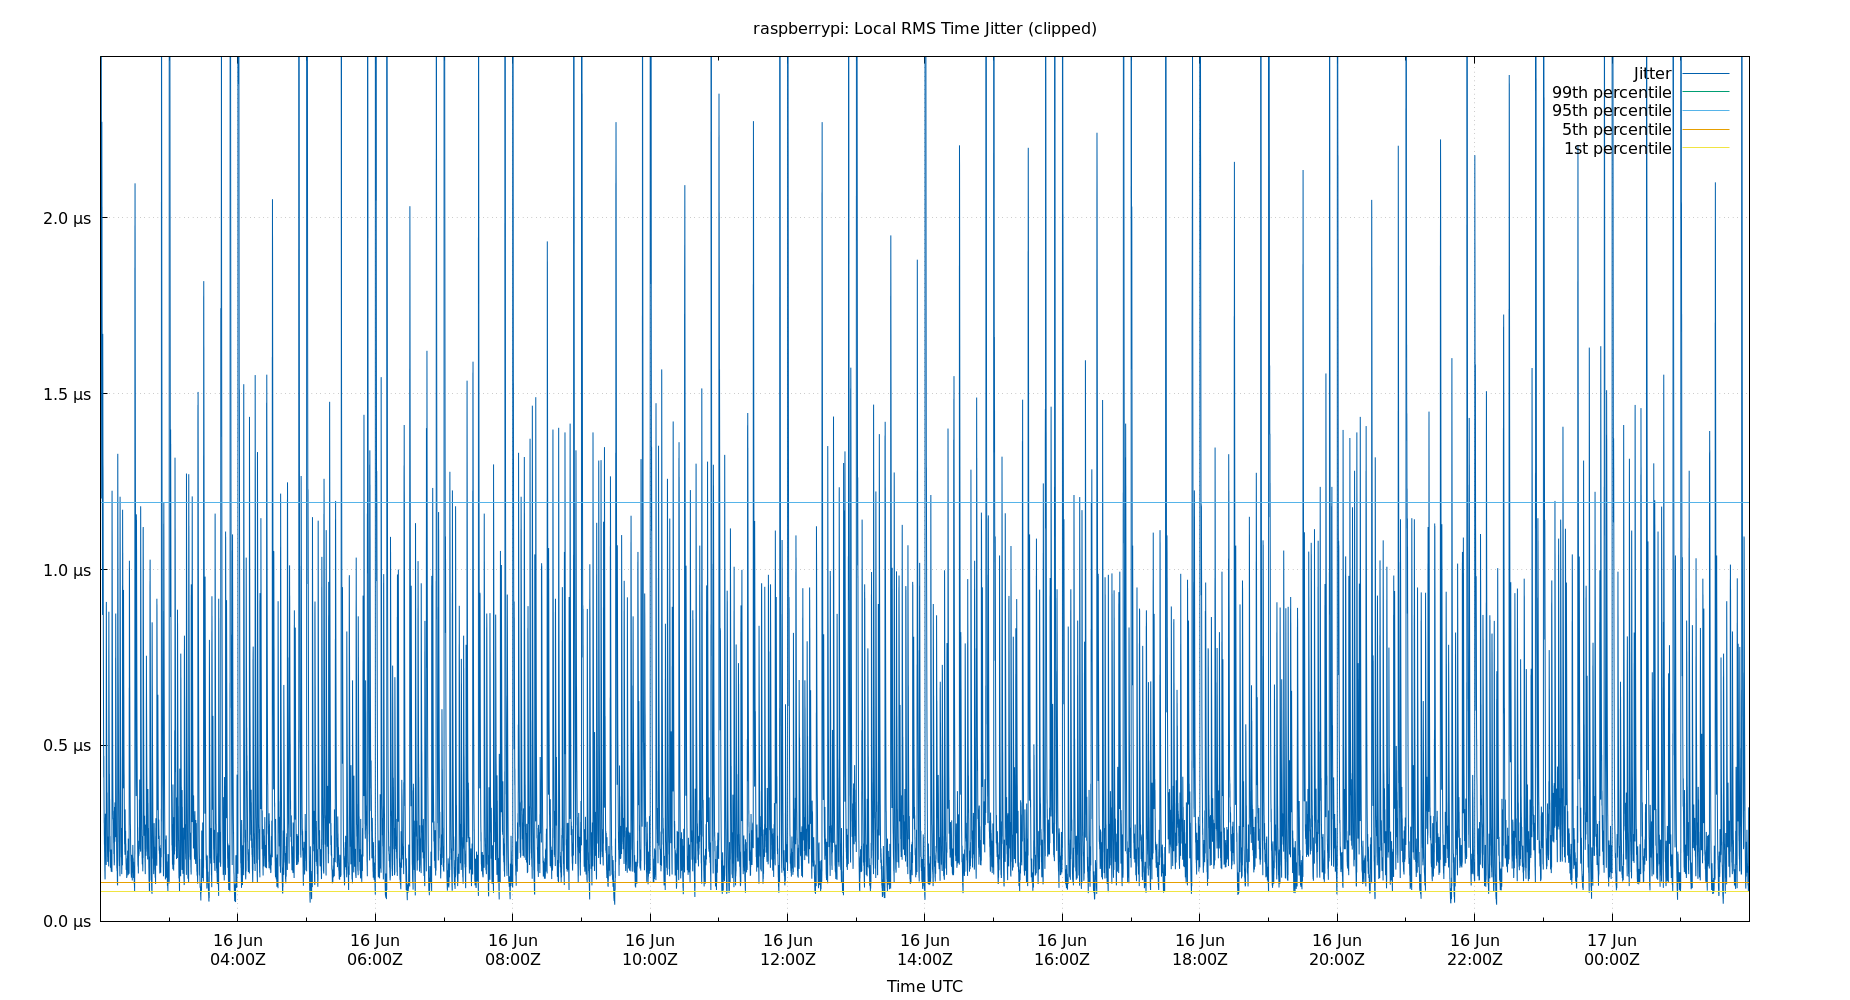 raspberrypi: Local RMS Time Jitter (clipped)
Jitter
99th percentile
95th percentile
5th percentile
1st percentile
2.0 µs
1.5 µs
1.0 µs
0.5 µs
0.0 µs
16 Jun 16 Jun 16 Jun 16 Jun 16 Jun 16 Jun 16 Jun 16 Jun 16 Jun 16 Jun 17 Jun
04:00Z 06:00Z 08:00Z 10:00Z 12:00Z 14:00Z 16:00Z 18:00Z 20:00Z 22:00Z 00:00Z
Time UTC